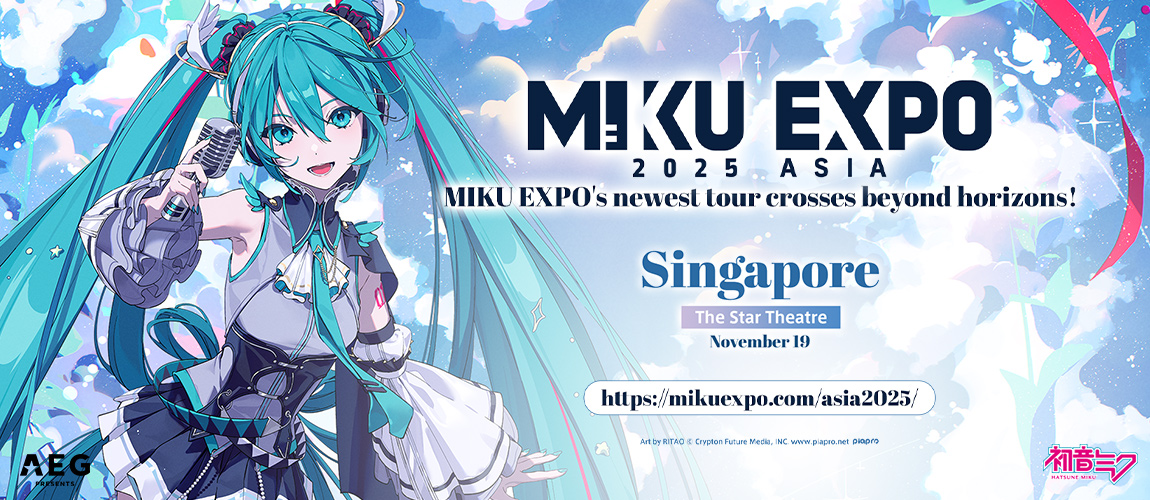 MIKU EXPO
2025 ASIA
MIKU EXPO's newest tour crosses beyond horizons!
Singapore
The Star Theatre
November 19
https://mikuexpo.com/asia2025/
Art by RITAO © Crypton Future Media, INC. www.piapro.net piapro
AEG
PRESENTS
初音ミク
HATSUNE MIKU